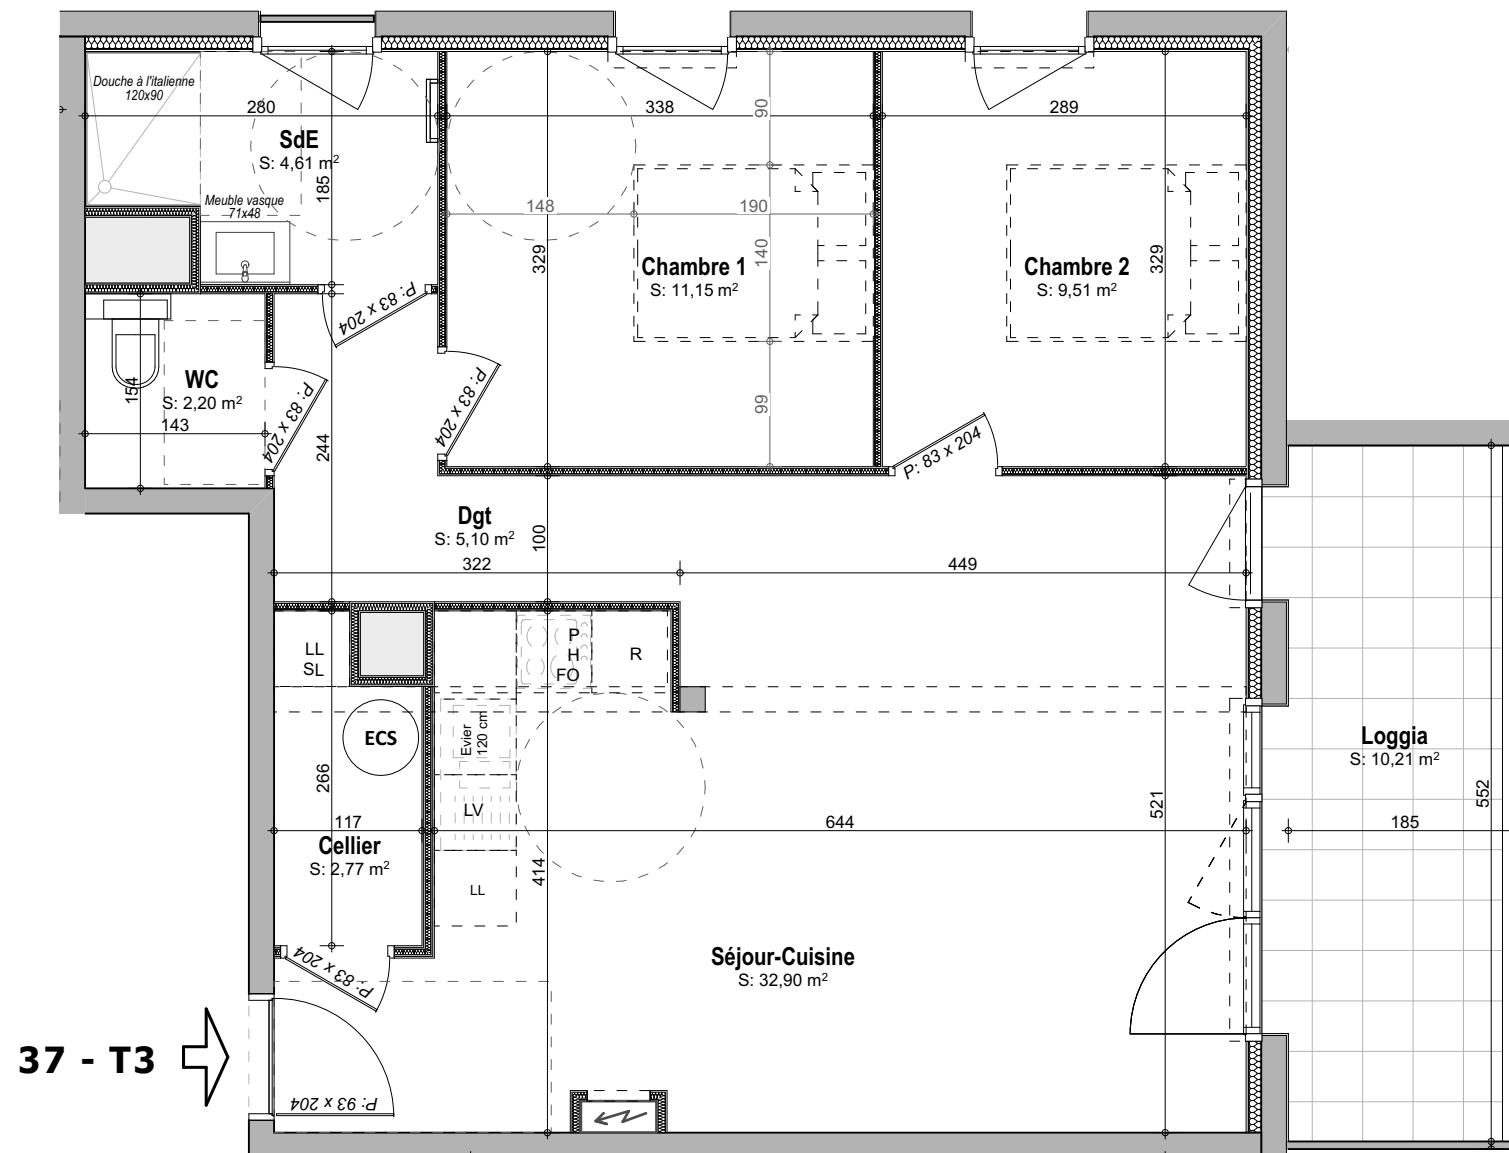 Douche à l'italienne
120x90
280
338
90
289
SdE
S: 4,61 m²
185
Meuble vasque
71x48
148
190
329
140
329
Chambre 1
S: 11,15 m²
Chambre 2
S: 9,51 m²
P: 83 x 204
WC
S: 2,20 m²
154
143
P: 83 x 204
P: 83 x 204
99
244
P: 83 x 204
Dgt
S: 5,10 m²
100
322
449
LL
SL
P
H
FO
R
ECS
Evier
120 cm
Loggia
S: 10,21 m²
266
521
552
LV
117
644
185
Cellier
S: 2,77 m²
414
LL
P: 83 x 204
Séjour-Cuisine
S: 32,90 m²
37 - T3
P: 93 x 204